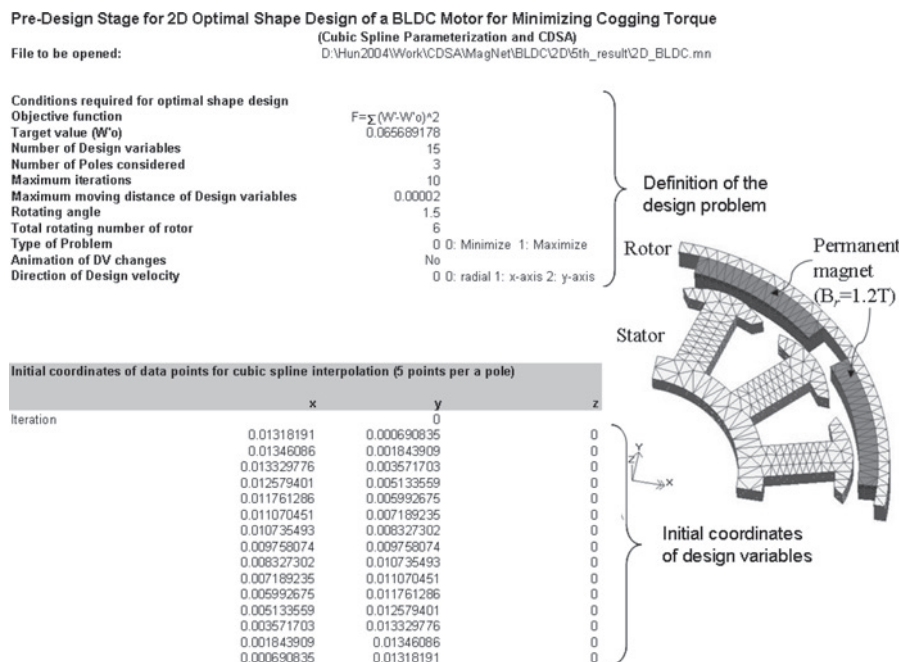 Pre-Design Stage for 2D Optimal Shape Design of a BLDC Motor for Minimizing Cogging Torque
(Cubic Spline Parameterization and CDSA)
File to be opened: D:\Hun2004\Work\CDSA\MagNet\BLDC\2D\5th_result\2D_BLDC.mn
Conditions required for optimal shape design
Objective function F=∑(W'-W'o)^2
Target value (W'o) 0.065689178
Number of Design variables 15
Number of Poles considered 3
Maximum iterations 10
Maximum moving distance of Design variables 0.00002
Rotating angle 1.5
Total rotating number of rotor 6
Type of Problem 0 0: Minimize 1: Maximize
Animation of DV changes No
Direction of Design velocity 0 0: radial 1: x-axis 2: y-axis
Definition of the
design problem
Rotor
Permanent
magnet
(Br=1.2T)
Stator
Y
Z
X
Initial coordinates of data points for cubic spline interpolation (5 points per a pole)
x y z
Iteration 0
0.01318191 0.000690835 0
0.01346086 0.001843909 0
0.013329776 0.003571703 0
0.012579401 0.005133559 0
0.011761286 0.005992675 0
0.011070451 0.007189235 0
0.010735493 0.008327302 0
0.009758074 0.009758074 0
0.008327302 0.010735493 0
0.007189235 0.011070451 0
0.005992675 0.011761286 0
0.005133559 0.012579401 0
0.003571703 0.013329776 0
0.001843909 0.01346086 0
0.000690835 0.01318191 0
Initial coordinates
of design variables